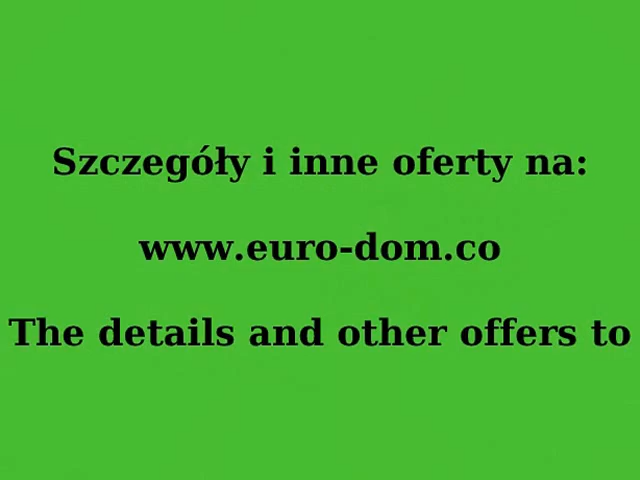 Szczegóły i inne oferty na:
www.euro-dom.co
The details and other offers to